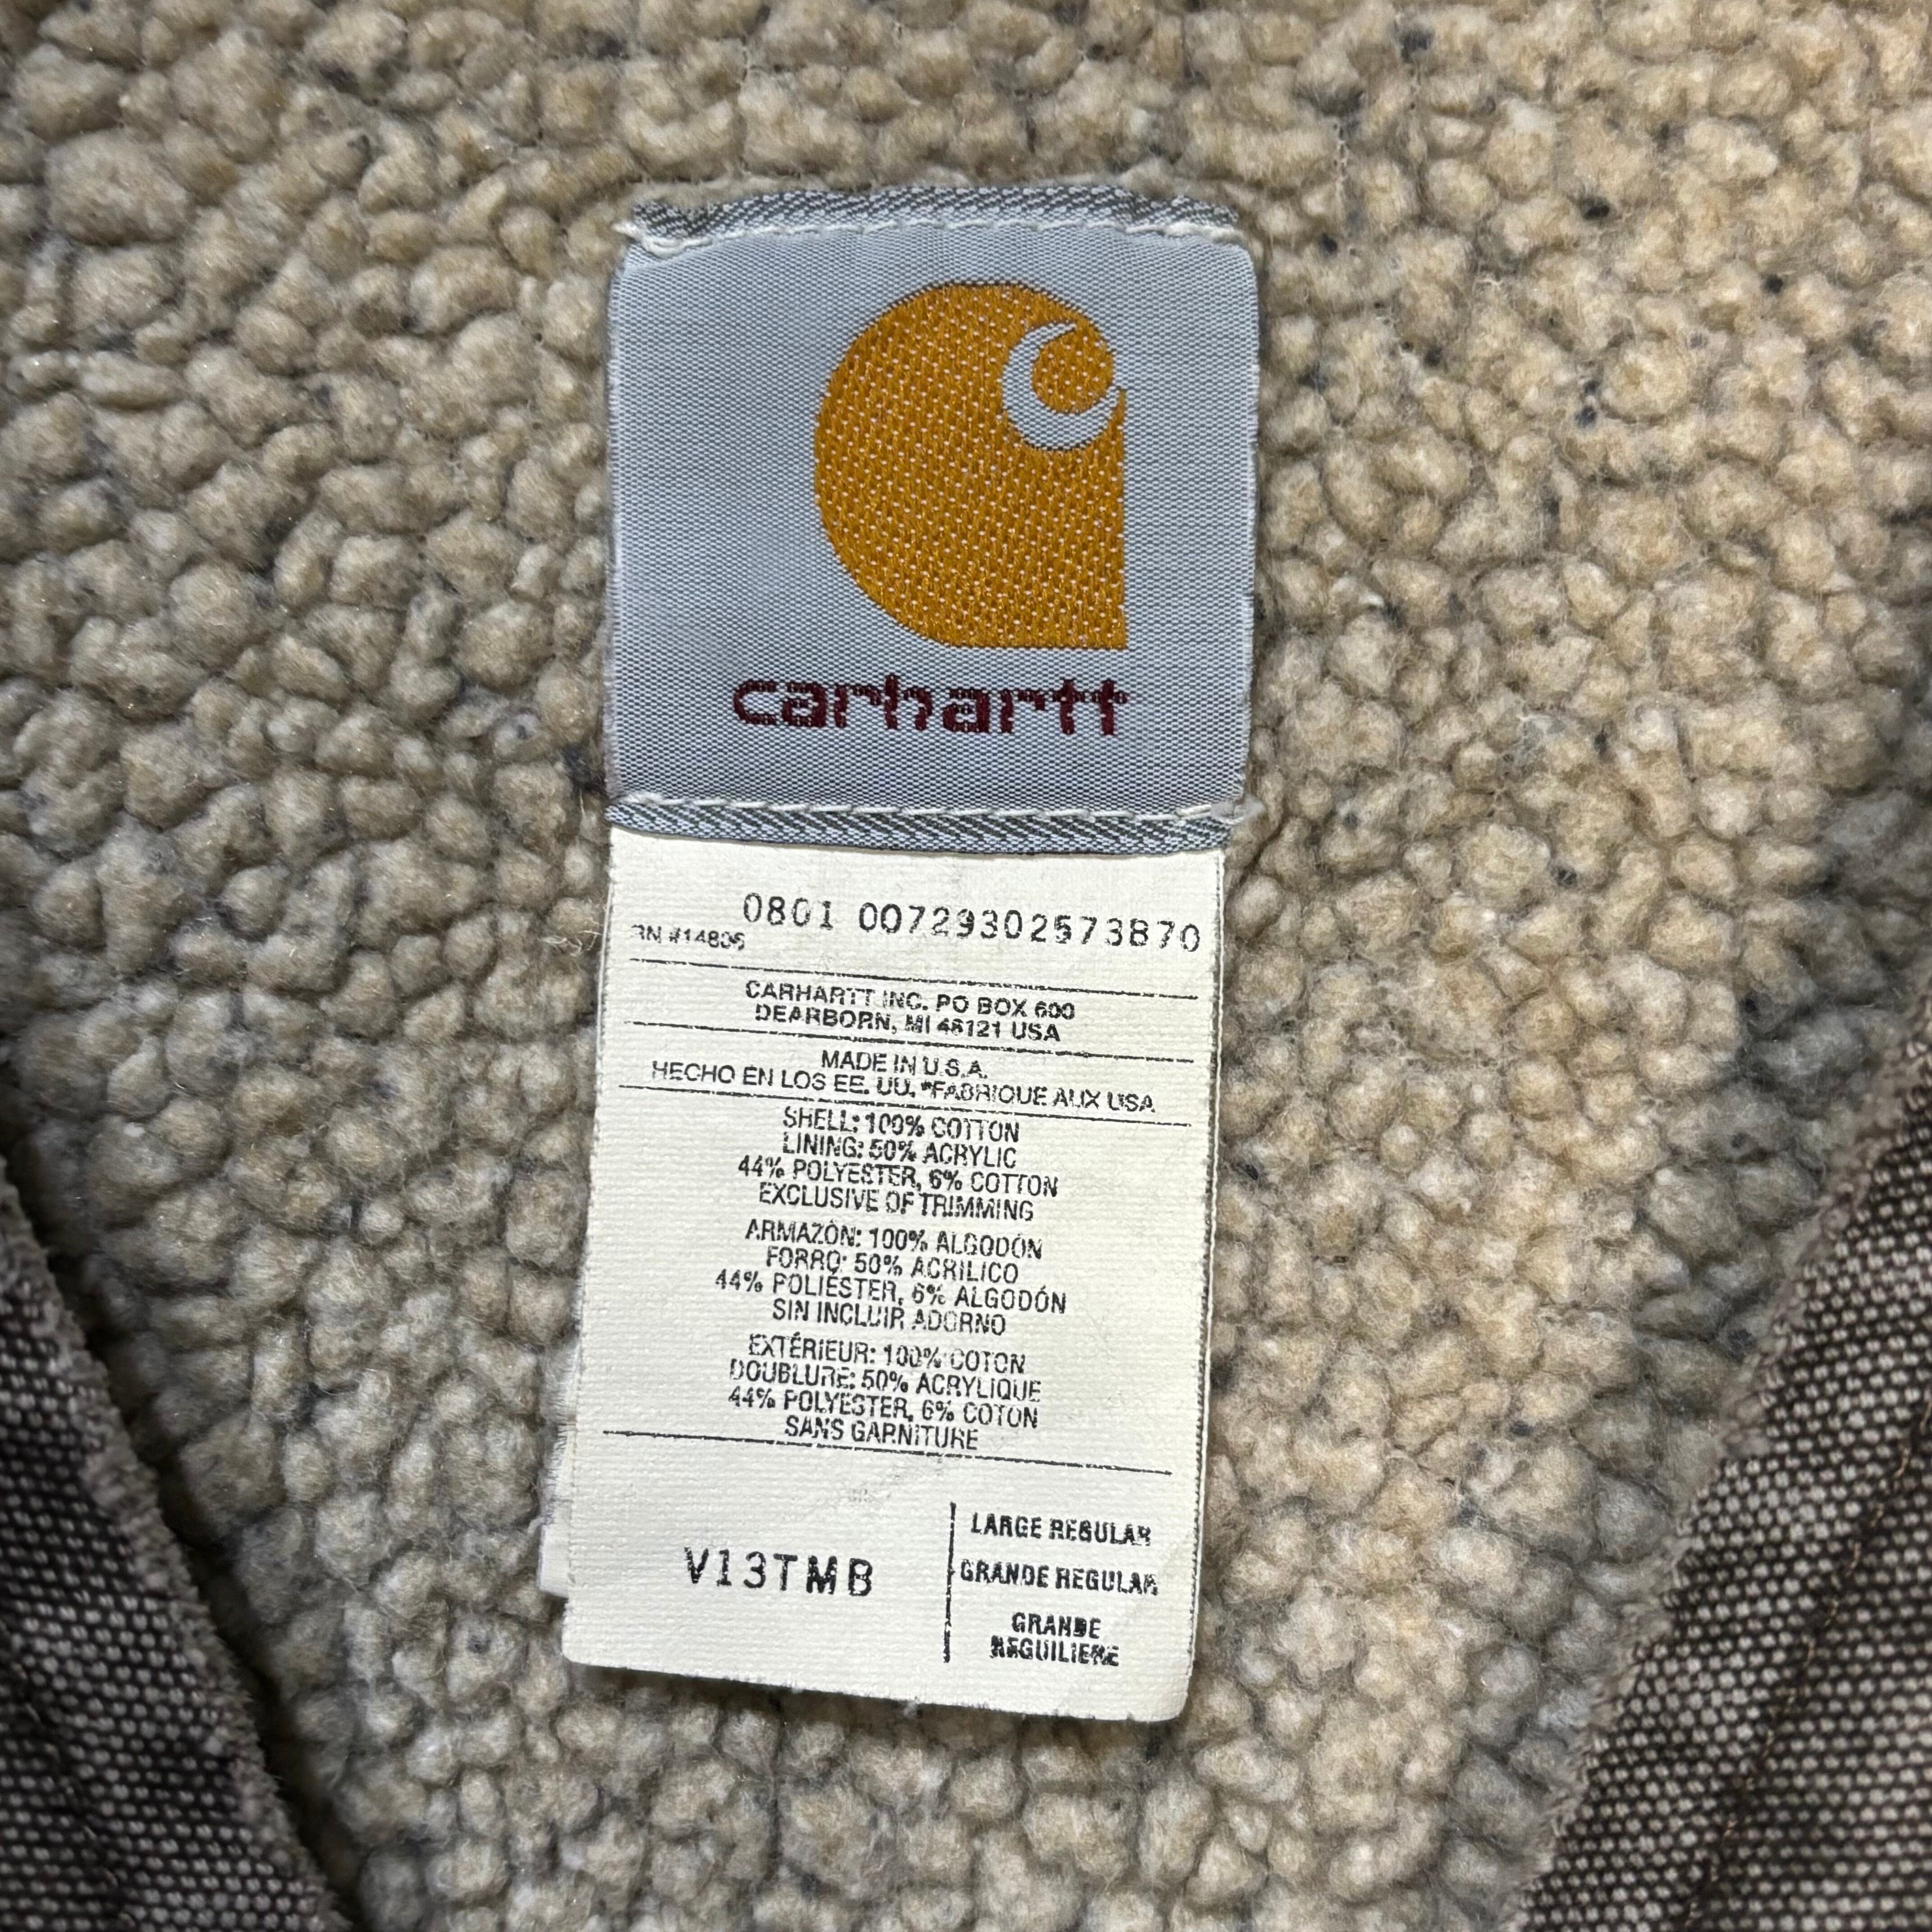 carhartt
0801 00729302573870
RN #14806
CARHARTT INC. PO BOX 600
DEARBORN, MI 48121 USA
MADE IN U.S.A.
HECHO EN LOS EE. UU. *FABRIQUE AUX USA
SHELL: 100% COTTON
LINING: 50% ACRYLIC
44% POLYESTER, 6% COTTON
EXCLUSIVE OF TRIMMING
ARMAZÓN: 100% ALGODÓN
FORRO: 50% ACRILICO
44% POLIÉSTER, 6% ALGODÓN
SIN INCLUIR ADORNO
EXTÉRIEUR: 100% COTON
DOUBLURE: 50% ACRYLIQUE
44% POLYESTER, 6% COTON
SANS GARNITURE
V13TMB
LARGE REGULAR
GRANDE REGULAR
GRANDE
REGUILIERE